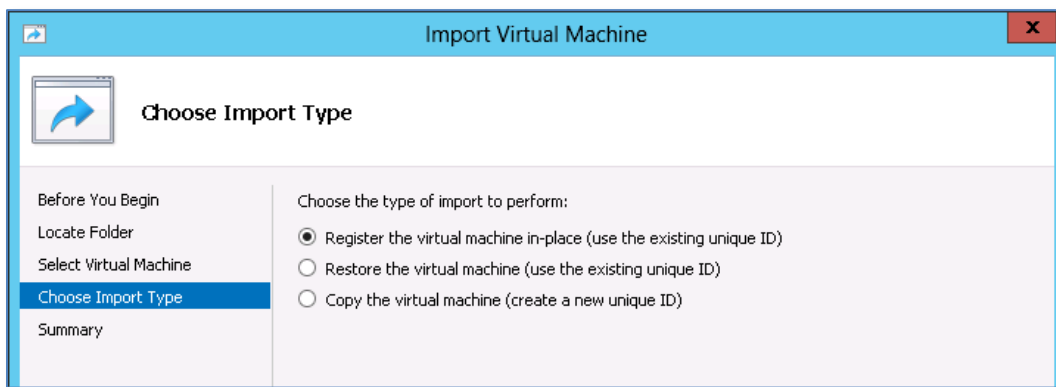 Import Virtual Machine
x
Choose Import Type
Before You Begin
Locate Folder
Select Virtual Machine
Choose Import Type
Summary
Choose the type of import to perform:
Register the virtual machine in-place (use the existing unique ID)
Restore the virtual machine (use the existing unique ID)
Copy the virtual machine (create a new unique ID)